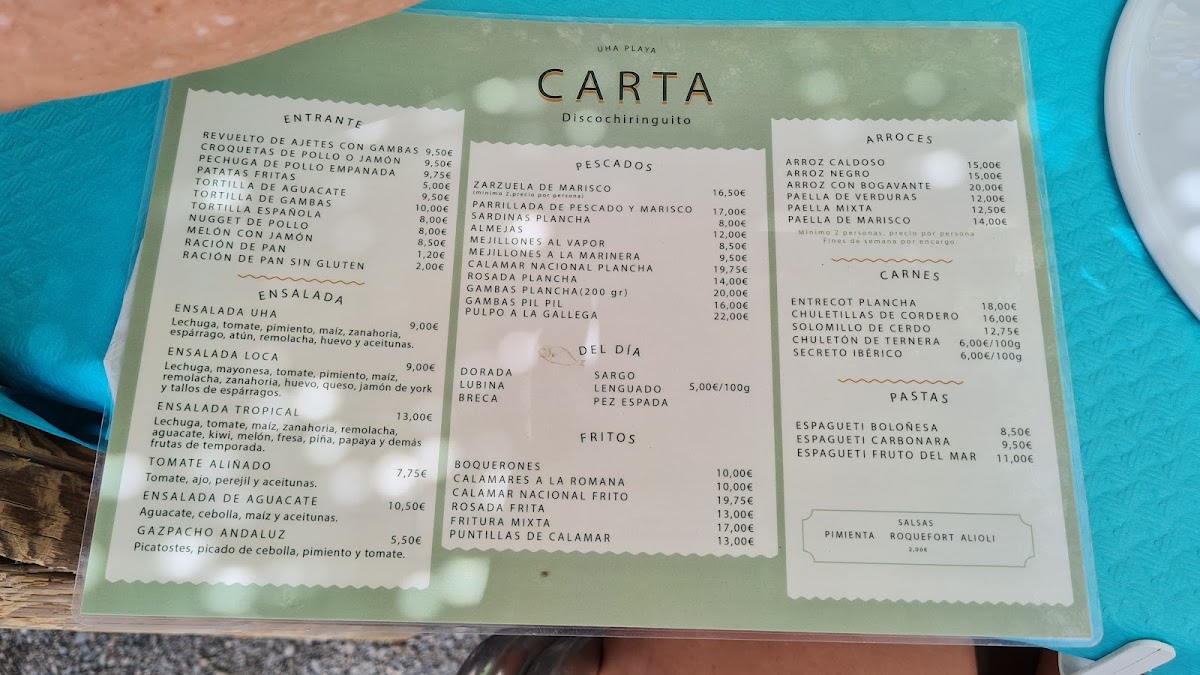 UHA PLAYA
CARTA
Discochiringuito
ENTRANTE
REVUELTO DE AJETES CON GAMBAS 9,50€
CROQUETAS DE POLLO O JAMÓN 9,50€
PECHUGA DE POLLO EMPANADA 9,75€
PATATAS FRITAS 5,00€
TORTILLA DE AGUACATE 9,50€
TORTILLA DE GAMBAS 10,00€
TORTILLA ESPAÑOLA 8,00€
NUGGET DE POLLO 8,00€
MELÓN CON JAMÓN 8,50€
RACIÓN DE PAN 1,20€
RACIÓN DE PAN SIN GLUTEN 2,00€
ENSALADA
ENSALADA UHA 9,00€
Lechuga, tomate, pimiento, maíz, zanahoria,
espárrago, atún, remolacha, huevo y aceitunas.
ENSALADA LOCA 9,00€
Lechuga, mayonesa, tomate, pimiento, maíz,
remolacha, zanahoria, huevo, queso, jamón de york
y tallos de espárragos.
ENSALADA TROPICAL 13,00€
Lechuga, tomate, maíz, zanahoria, remolacha,
aguacate, kiwi, melón, fresa, piña, papaya y demás
frutas de temporada.
TOMATE ALIÑADO 7,75€
Tomate, ajo, perejil y aceitunas.
ENSALADA DE AGUACATE 10,50€
Aguacate, cebolla, maíz y aceitunas.
GAZPACHO ANDALUZ 5,50€
Picatostes, picado de cebolla, pimiento y tomate.
PESCADOS
ZARZUELA DE MARISCO 16,50€
(mínimo 2,precio por persona)
PARRILLADA DE PESCADO Y MARISCO 17,00€
SARDINAS PLANCHA 8,00€
ALMEJAS 12,00€
MEJILLONES AL VAPOR 8,50€
MEJILLONES A LA MARINERA 9,50€
CALAMAR NACIONAL PLANCHA 19,75€
ROSADA PLANCHA 14,00€
GAMBAS PLANCHA(200 gr) 20,00€
GAMBAS PIL PIL 16,00€
PULPO A LA GALLEGA 22,00€
DEL DÍA
DORADA SARGO
LUBINA LENGUADO 5,00€/100g
BRECA PEZ ESPADA
FRITOS
BOQUERONES 10,00€
CALAMARES A LA ROMANA 10,00€
CALAMAR NACIONAL FRITO 19,75€
ROSADA FRITA 13,00€
FRITURA MIXTA 17,00€
PUNTILLAS DE CALAMAR 13,00€
ARROCES
ARROZ CALDOSO 15,00€
ARROZ NEGRO 15,00€
ARROZ CON BOGAVANTE 20,00€
PAELLA DE VERDURAS 12,00€
PAELLA MIXTA 12,50€
PAELLA DE MARISCO 14,00€
Mínimo 2 personas, precio por persona
Fines de semana por encargo.
CARNES
ENTRECOT PLANCHA 18,00€
CHULETILLAS DE CORDERO 16,00€
SOLOMILLO DE CERDO 12,75€
CHULETÓN DE TERNERA 6,00€/100g
SECRETO IBÉRICO 6,00€/100g
PASTAS
ESPAGUETI BOLOÑESA 8,50€
ESPAGUETI CARBONARA 9,50€
ESPAGUETI FRUTO DEL MAR 11,00€
SALSAS
PIMIENTA ROQUEFORT ALIOLI
2,00€